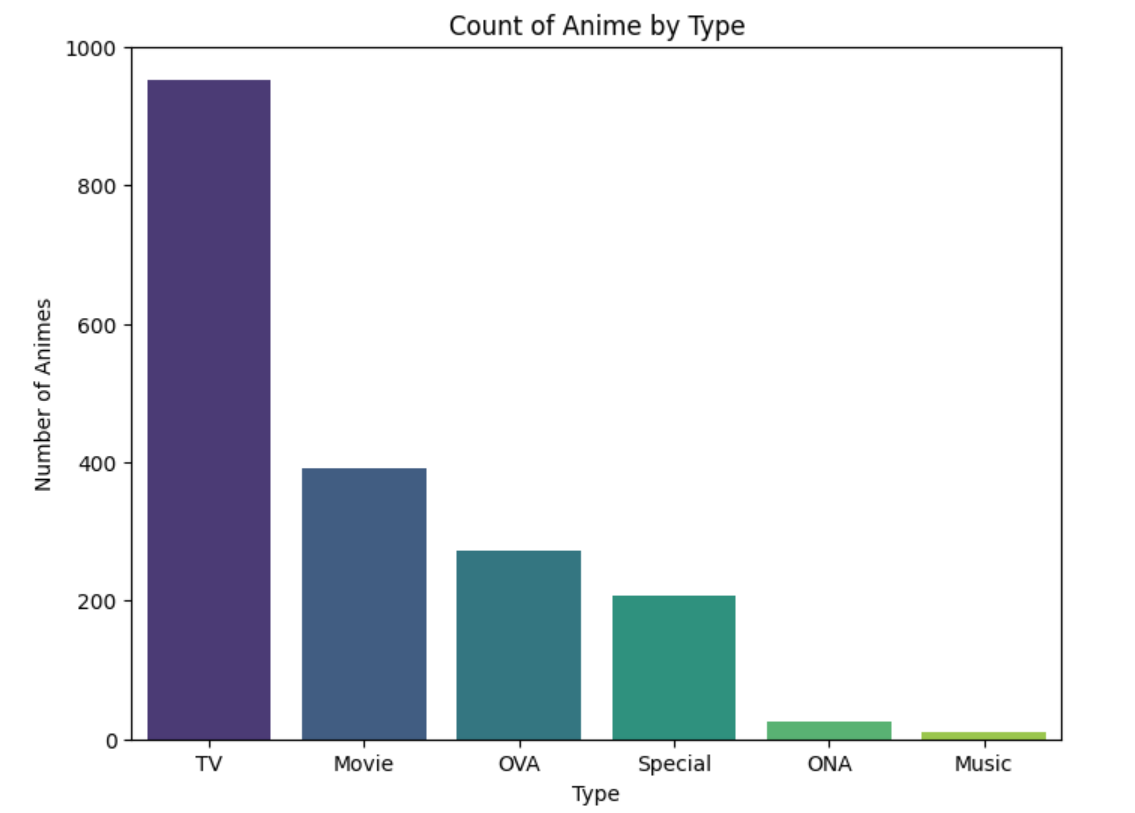 Count of Anime by Type
1000
800
600
400
200
0
Number of Animes
TV Movie OVA Special ONA Music
Type